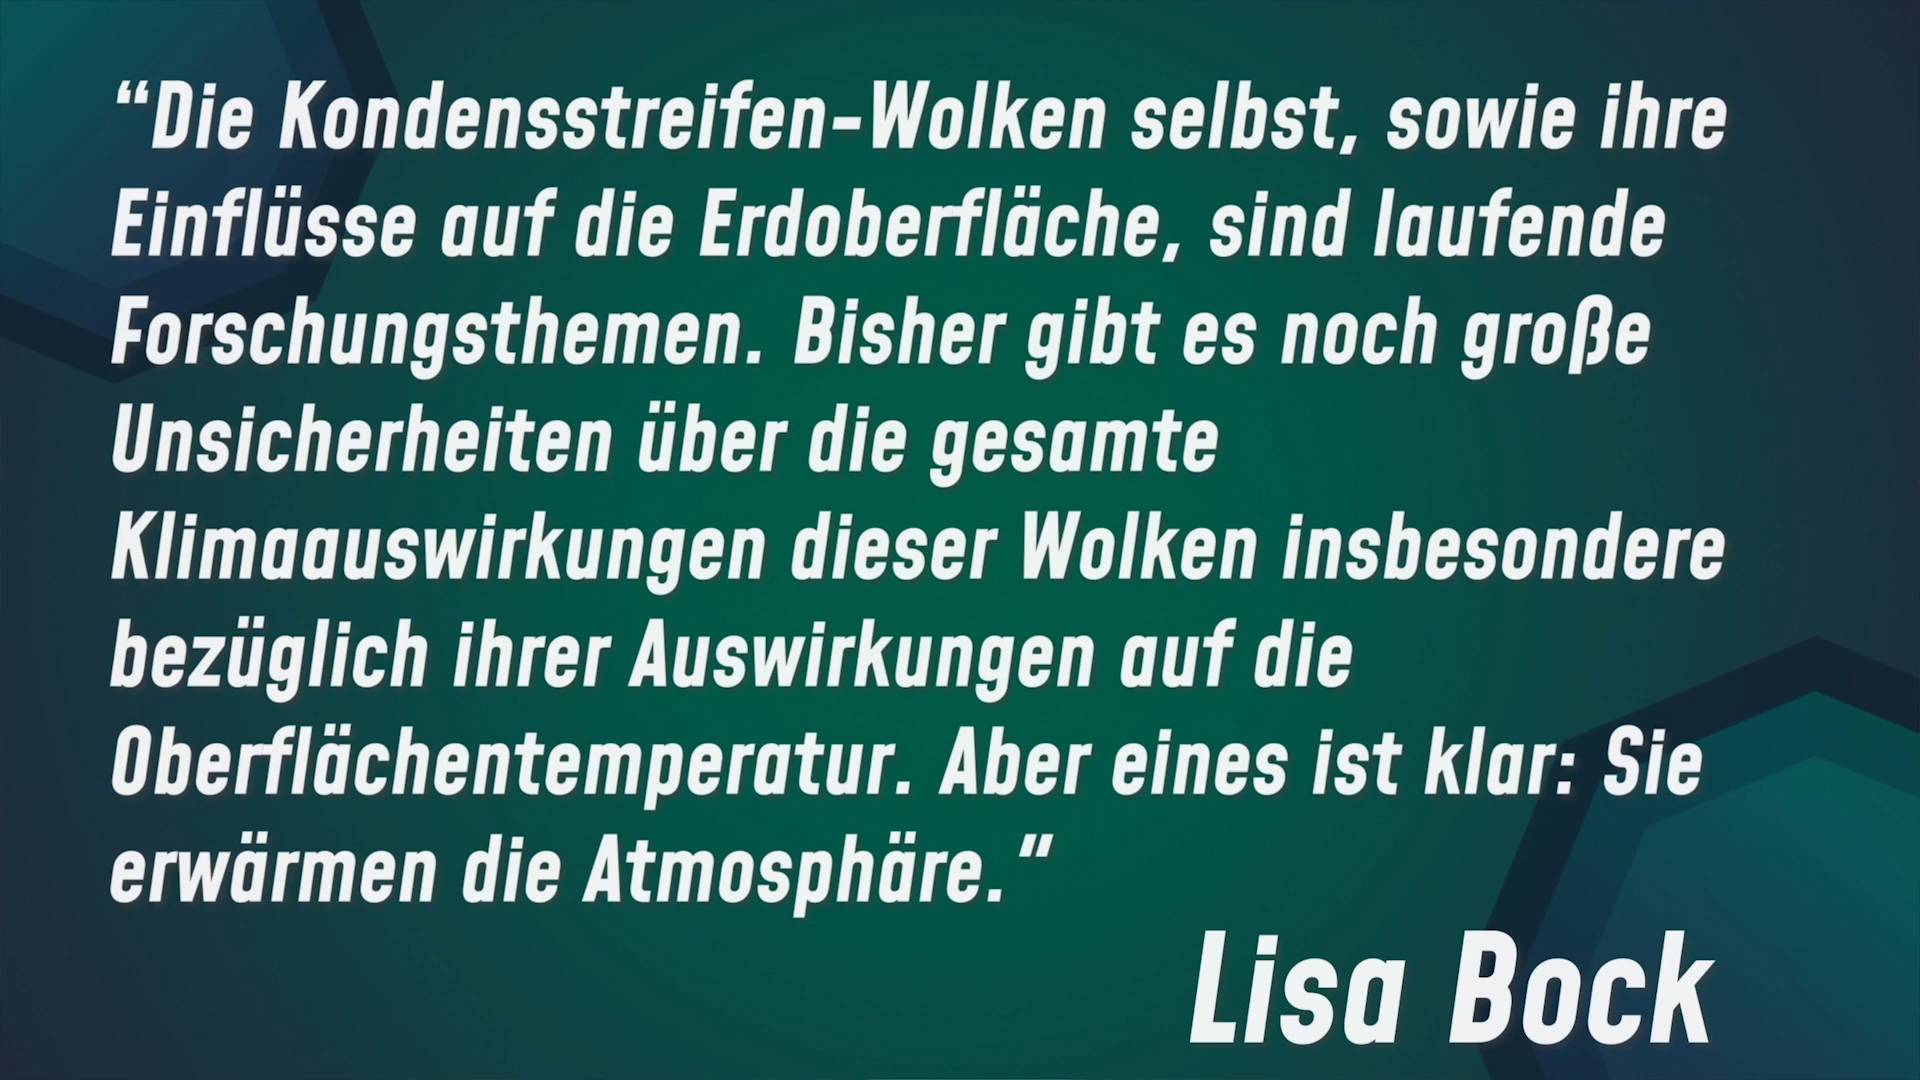 “Die Kondensstreifen-Wolken selbst, sowie ihre
Einflüsse auf die Erdoberfläche, sind laufende
Forschungsthemen. Bisher gibt es noch große
Unsicherheiten über die gesamte
Klimaauswirkungen dieser Wolken insbesondere
bezüglich ihrer Auswirkungen auf die
Oberflächentemperatur. Aber eines ist klar: Sie
erwärmen die Atmosphäre.”
Lisa Bock